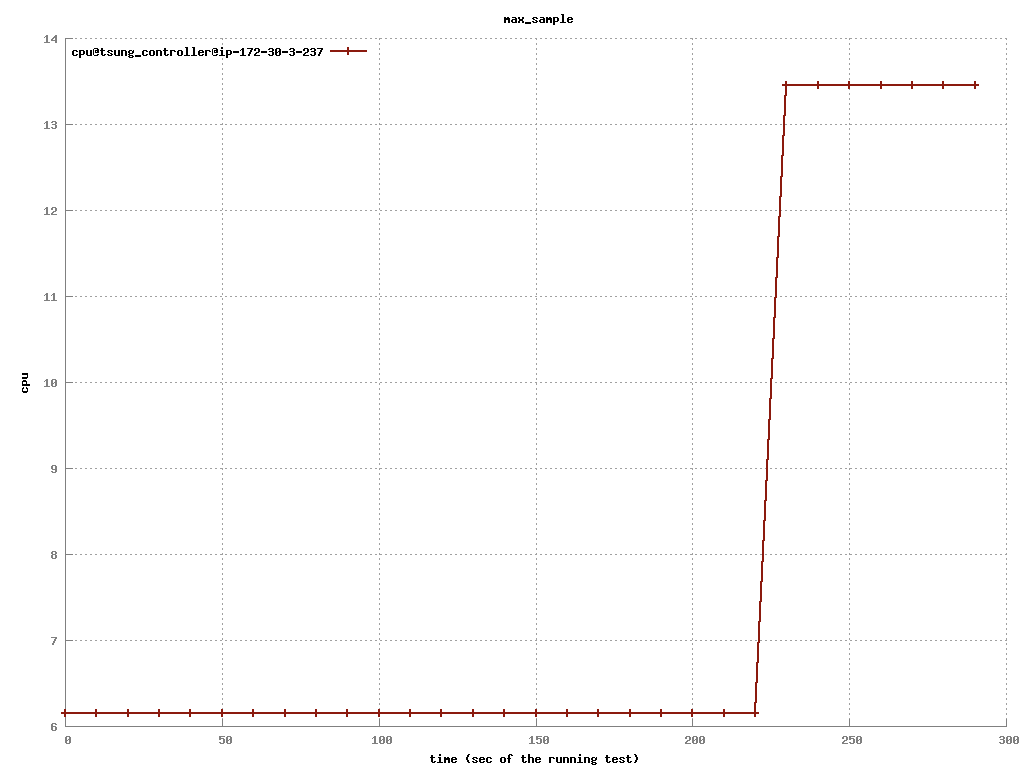 max_sample
14
cpu@tsung_controller@ip-172-30-3-237
13
12
11
cpu
10
9
8
7
6
0 50 100 150 200 250 300
time (sec of the running test)